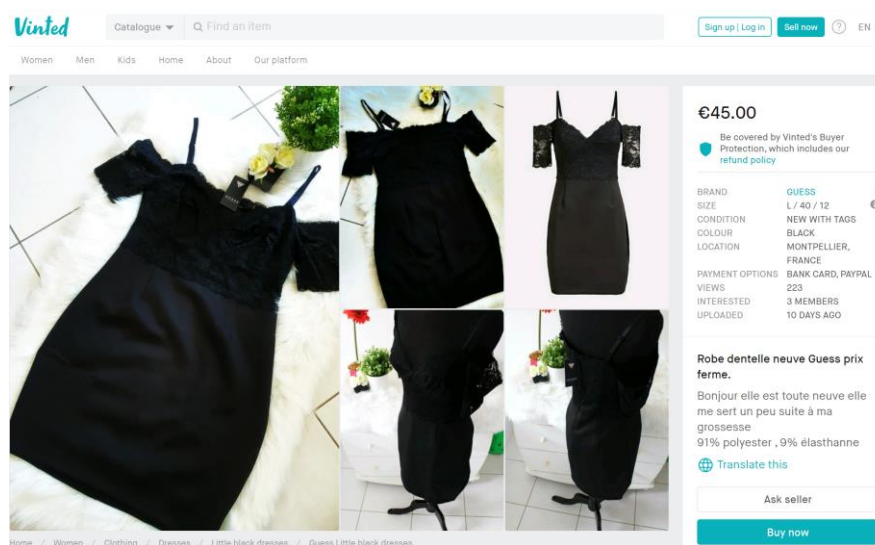 Vinted
Catalogue
Find an item
Sign up | Log in
Sell now
?
EN
Women
Men
Kids
Home
About
Our platform
€45.00
Be covered by Vinted's Buyer
Protection, which includes our
refund policy
BRAND GUESS
SIZE L / 40 / 12
CONDITION NEW WITH TAGS
COLOUR BLACK
LOCATION MONTPELLIER,
FRANCE
PAYMENT OPTIONS BANK CARD, PAYPAL
VIEWS 223
INTERESTED 3 MEMBERS
UPLOADED 10 DAYS AGO
Robe dentelle neuve Guess prix
ferme.
Bonjour elle est toute neuve elle
me sert un peu suite à ma
grossesse
91% polyester , 9% élasthanne
Translate this
Ask seller
Buy now
Home / Women / Clothing / Dresses / Little black dresses / Guess Little black dresses
GUESS